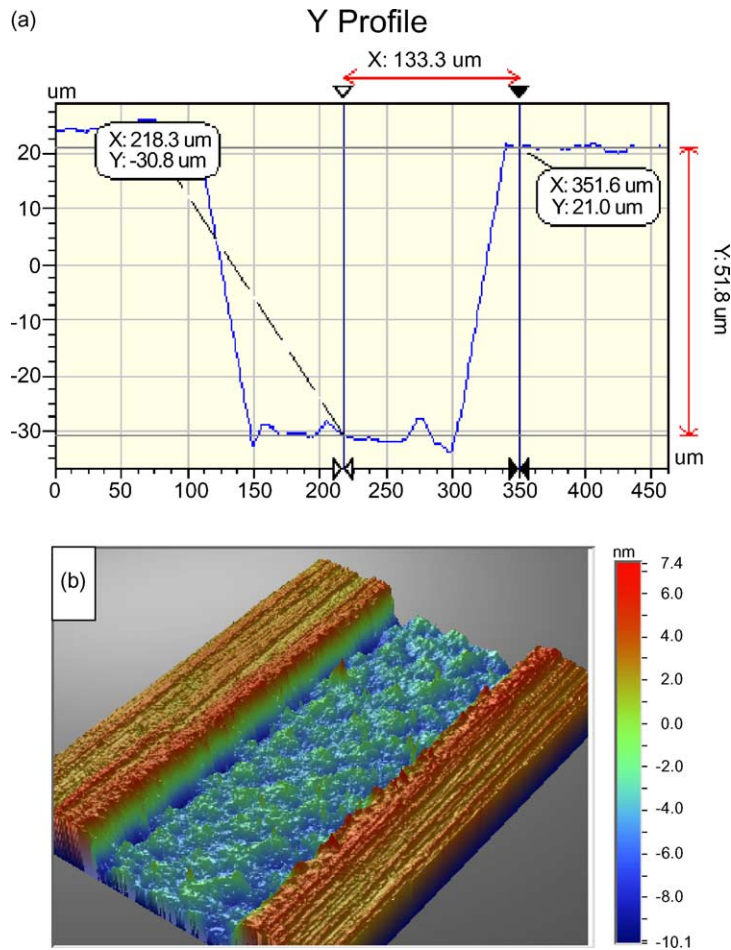 (a)
Y Profile
X: 133.3 um
um
20
10
0
-10
-20
-30
X: 218.3 um
Y: -30.8 um
X: 351.6 um
Y: 21.0 um
Y: 51.8 um
um
0 50 100 150 200 250 300 350 400 450
(b)
nm
7.4
6.0
4.0
2.0
0.0
-2.0
-4.0
-6.0
-8.0
-10.1